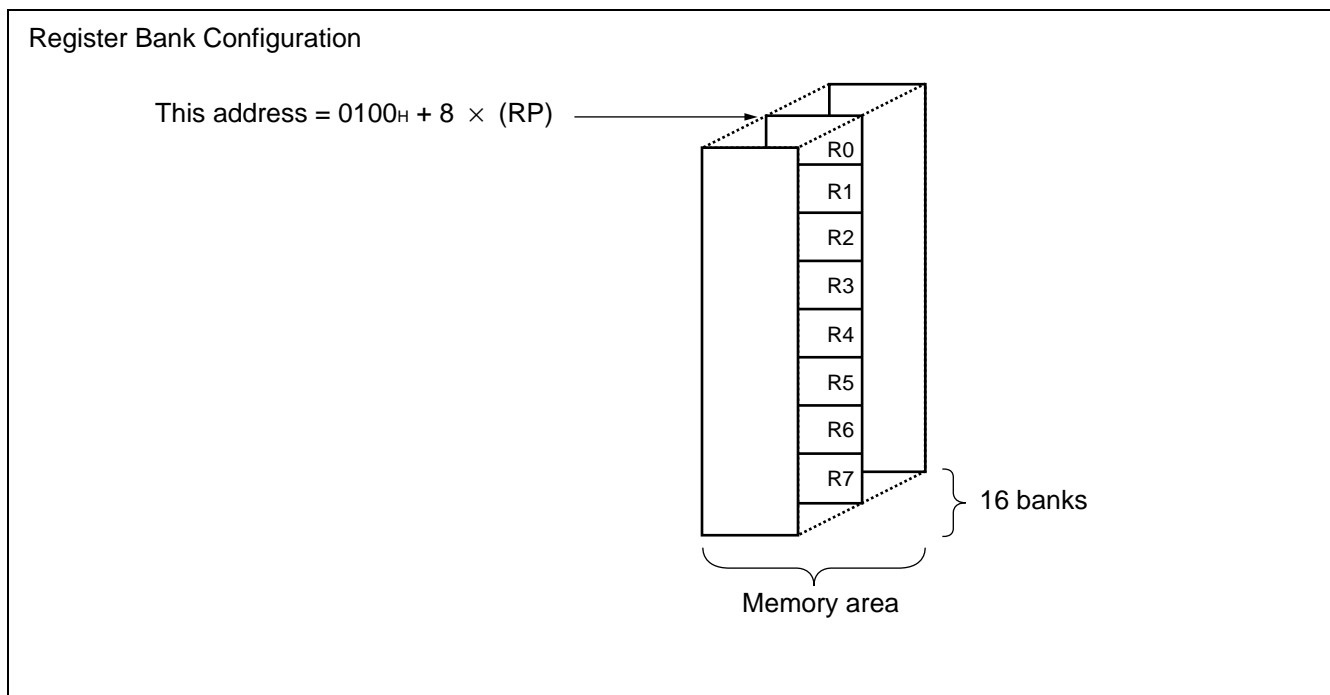 Register Bank Configuration
This address = 0100H + 8 × (RP)
R0
R1
R2
R3
R4
R5
R6
R7
16 banks
Memory area